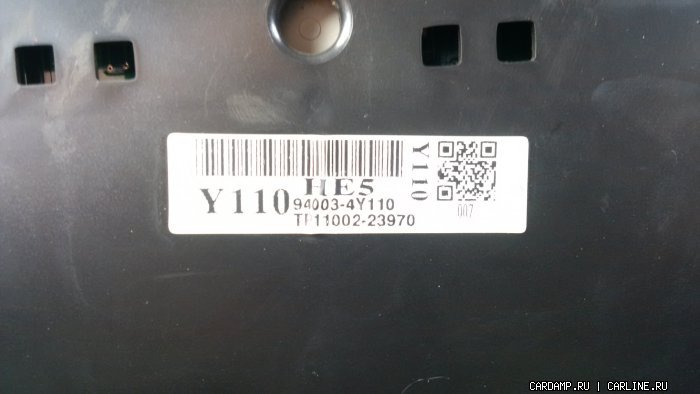 HE5
Y110
94003-4Y110
TP11002-23970
Y110
007
CARDAMP.RU | CARLINE.RU